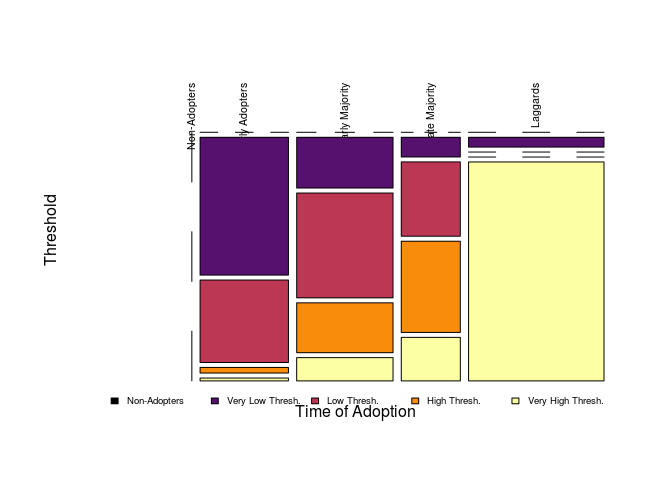 Non-Adopters
ly Adopters
arly Majority
ate Majority
Laggards
Threshold
Non-Adopters Very Low Thresh. Low Thresh. High Thresh. Very High Thresh.
Time of Adoption